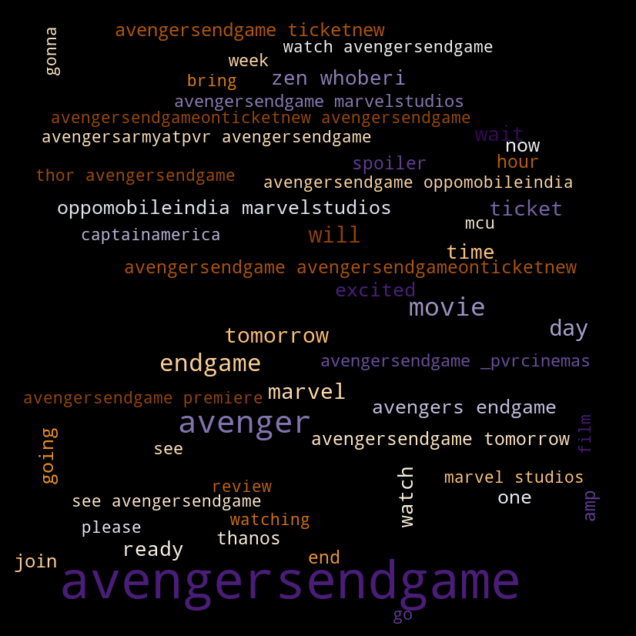 gonna
avengersendgame ticketnew
watch avengersendgame
week
bring
zen whoberi
avengersendgame marvelstudios
avengersendgameonticketnew avengersendgame
avengersarmyatpvr avengersendgame
wait
now
spoiler
hour
thor avengersendgame
avengersendgame oppomobileindia
oppomobileindia marvelstudios
ticket
mcu
captainamerica
will
time
avengersendgame avengersendgameonticketnew
excited
movie
day
tomorrow
endgame
avengersendgame _pvrcinemas
avengersendgame premiere
marvel
avengers endgame
avenger
avengersendgame tomorrow
film
going
see
watch
marvel studios
review
see avengersendgame
one
amp
watching
please
thanos
ready
join
end
avengersendgame
go